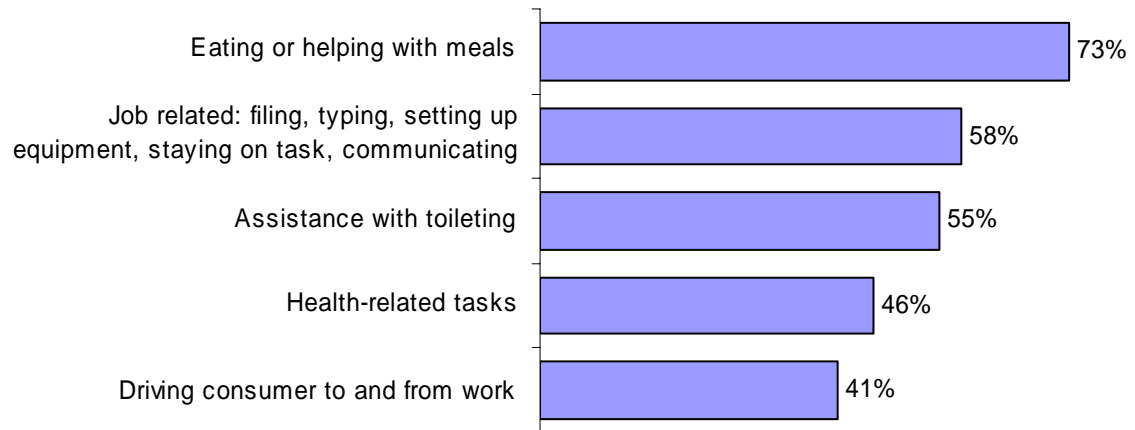 Eating or helping with meals
73%
Job related: filing, typing, setting up
equipment, staying on task, communicating
58%
Assistance with toileting
55%
Health-related tasks
46%
Driving consumer to and from work
41%